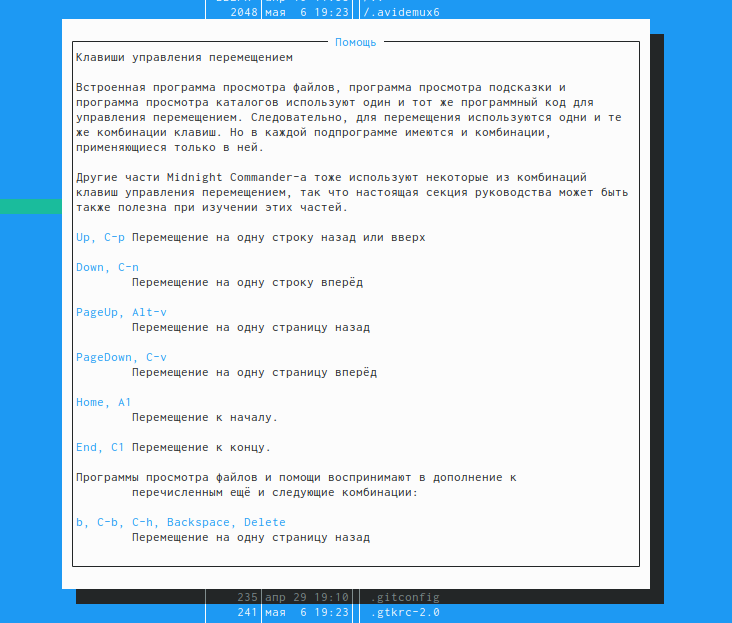 2048 мая  6 19:23 /.avidemux6
Помощь
Клавиши управления перемещением
Встроенная программа просмотра файлов, программа просмотра подсказки и
программа просмотра каталогов используют один и тот же программный код для
управления перемещением. Следовательно, для перемещения используются одни и те
же комбинации клавиш. Но в каждой подпрограмме имеются и комбинации,
применяющиеся только в ней.
Другие части Midnight Commander-а тоже используют некоторые из комбинаций
клавиш управления перемещением, так что настоящая секция руководства может быть
также полезна при изучении этих частей.
Up, C-p Перемещение на одну строку назад или вверх
Down, C-n
Перемещение на одну строку вперёд
PageUp, Alt-v
Перемещение на одну страницу назад
PageDown, C-v
Перемещение на одну страницу вперёд
Home, A1
Перемещение к началу.
End, C1 Перемещение к концу.
Программы просмотра файлов и помощи воспринимают в дополнение к
перечисленным ещё и следующие комбинации:
b, C-b, C-h, Backspace, Delete
Перемещение на одну страницу назад
235 апр 29 19:10 .gitconfig
241 мая  6 19:23 .gtkrc-2.0